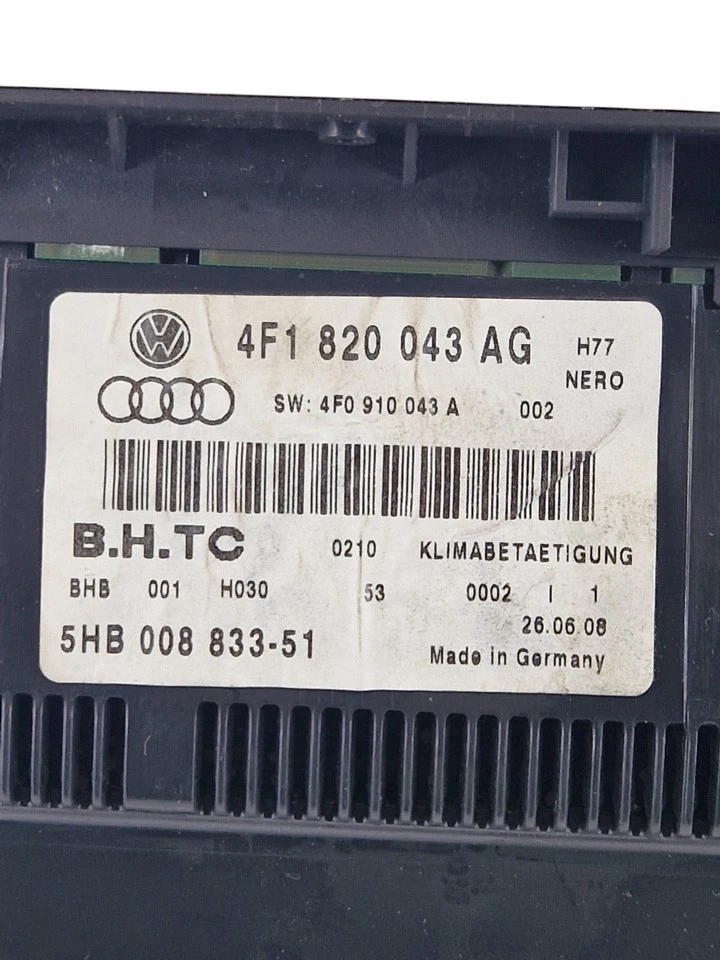 4F1 820 043 AG H77
NERO
SW: 4F0 910 043 A 002
B.H.TC 0210 KLIMABETAETIGUNG
BHB 001 H030 53 0002 I 1
26.06.08
5HB 008 833-51 Made in Germany